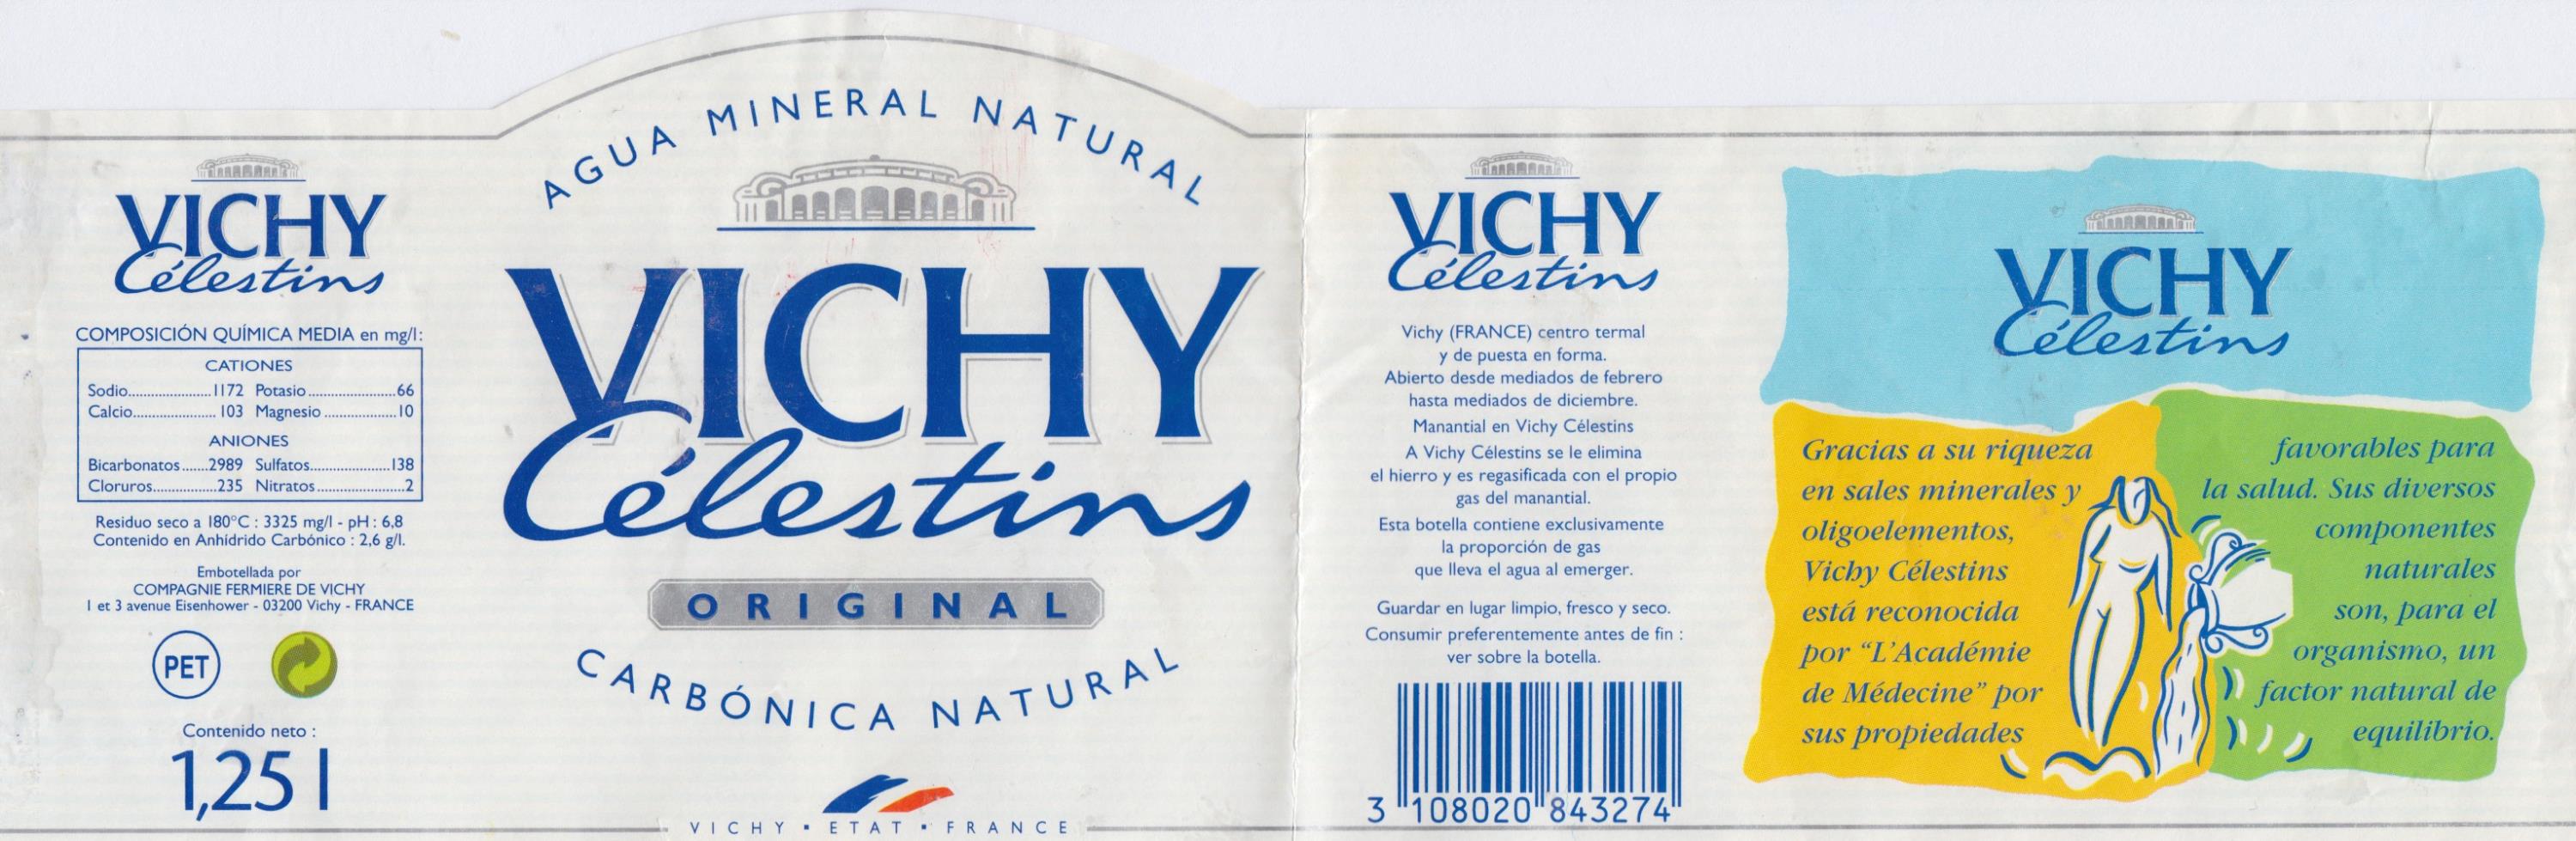 VICHY
Célestins
COMPOSICIÓN QUÍMICA MEDIA en mg/l:
CATIONES
Sodio.....................1172 Potasio......................66
Calcio..................... 103 Magnesio ..................10
ANIONES
Bicarbonatos.......2989 Sulfatos....................138
Cloruros................235 Nitratos......................2
Residuo seco a 180°C : 3325 mg/l - pH : 6,8
Contenido en Anhídrido Carbónico : 2,6 g/l.
Embotellada por
COMPAGNIE FERMIERE DE VICHY
1 et 3 avenue Eisenhower - 03200 Vichy - FRANCE
PET
Contenido neto :
1,25 l
AGUA MINERAL NATURAL
VICHY
Célestins
ORIGINAL
CARBÓNICA NATURAL
VICHY ▪ ETAT ▪ FRANCE
VICHY
Célestins
Vichy (FRANCE) centro termal
y de puesta en forma.
Abierto desde mediados de febrero
hasta mediados de diciembre.
Manantial en Vichy Célestins
A Vichy Célestins se le elimina
el hierro y es regasificada con el propio
gas del manantial.
Esta botella contiene exclusivamente
la proporción de gas
que lleva el agua al emerger.
Guardar en lugar limpio, fresco y seco.
Consumir preferentemente antes de fin :
ver sobre la botella.
3 108020 843274
VICHY
Célestins
Gracias a su riqueza
en sales minerales y
oligoelementos,
Vichy Célestins
está reconocida
por “L'Académie
de Médecine” por
sus propiedades
favorables para
la salud. Sus diversos
componentes
naturales
son, para el
organismo, un
factor natural de
equilibrio.